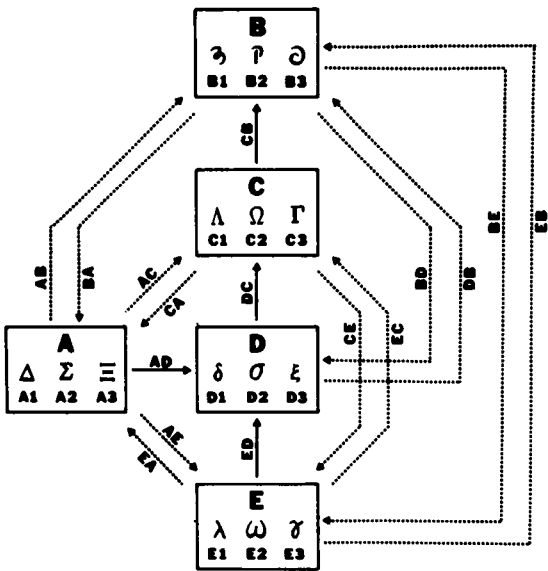 B
B1 B2 B3
CB
C
Λ Ω Γ
C1 C2 C3
AB
BA
AC
CA
DC
BD
DB
BE
EB
CE
EC
A
Δ Σ Ξ
A1 A2 A3
AD
D
δ σ ξ
D1 D2 D3
AE
EA
ED
E
λ ω γ
E1 E2 E3